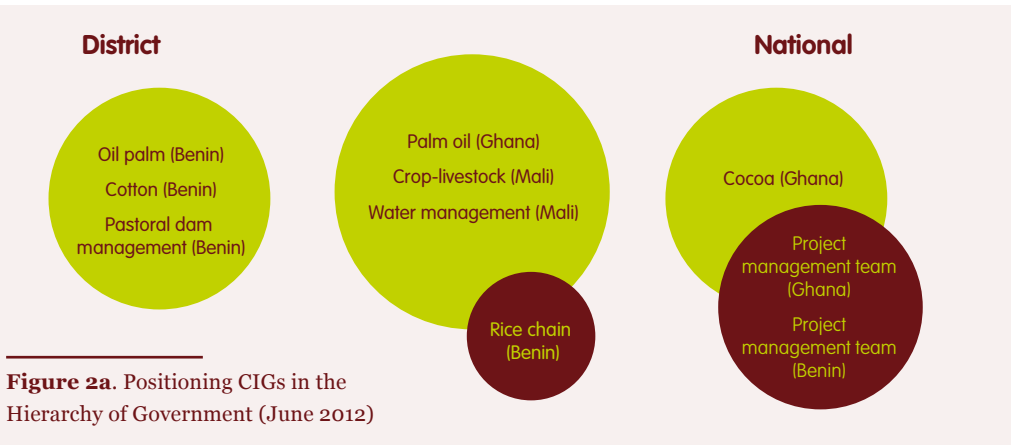 District
National
Oil palm (Benin)
Cotton (Benin)
Pastoral dam
management (Benin)
Palm oil (Ghana)
Crop-livestock (Mali)
Water management (Mali)
Rice chain
(Benin)
Cocoa (Ghana)
Project
management team
(Ghana)
Project
management team
(Benin)
Figure 2a. Positioning CIGs in the
Hierarchy of Government (June 2012)